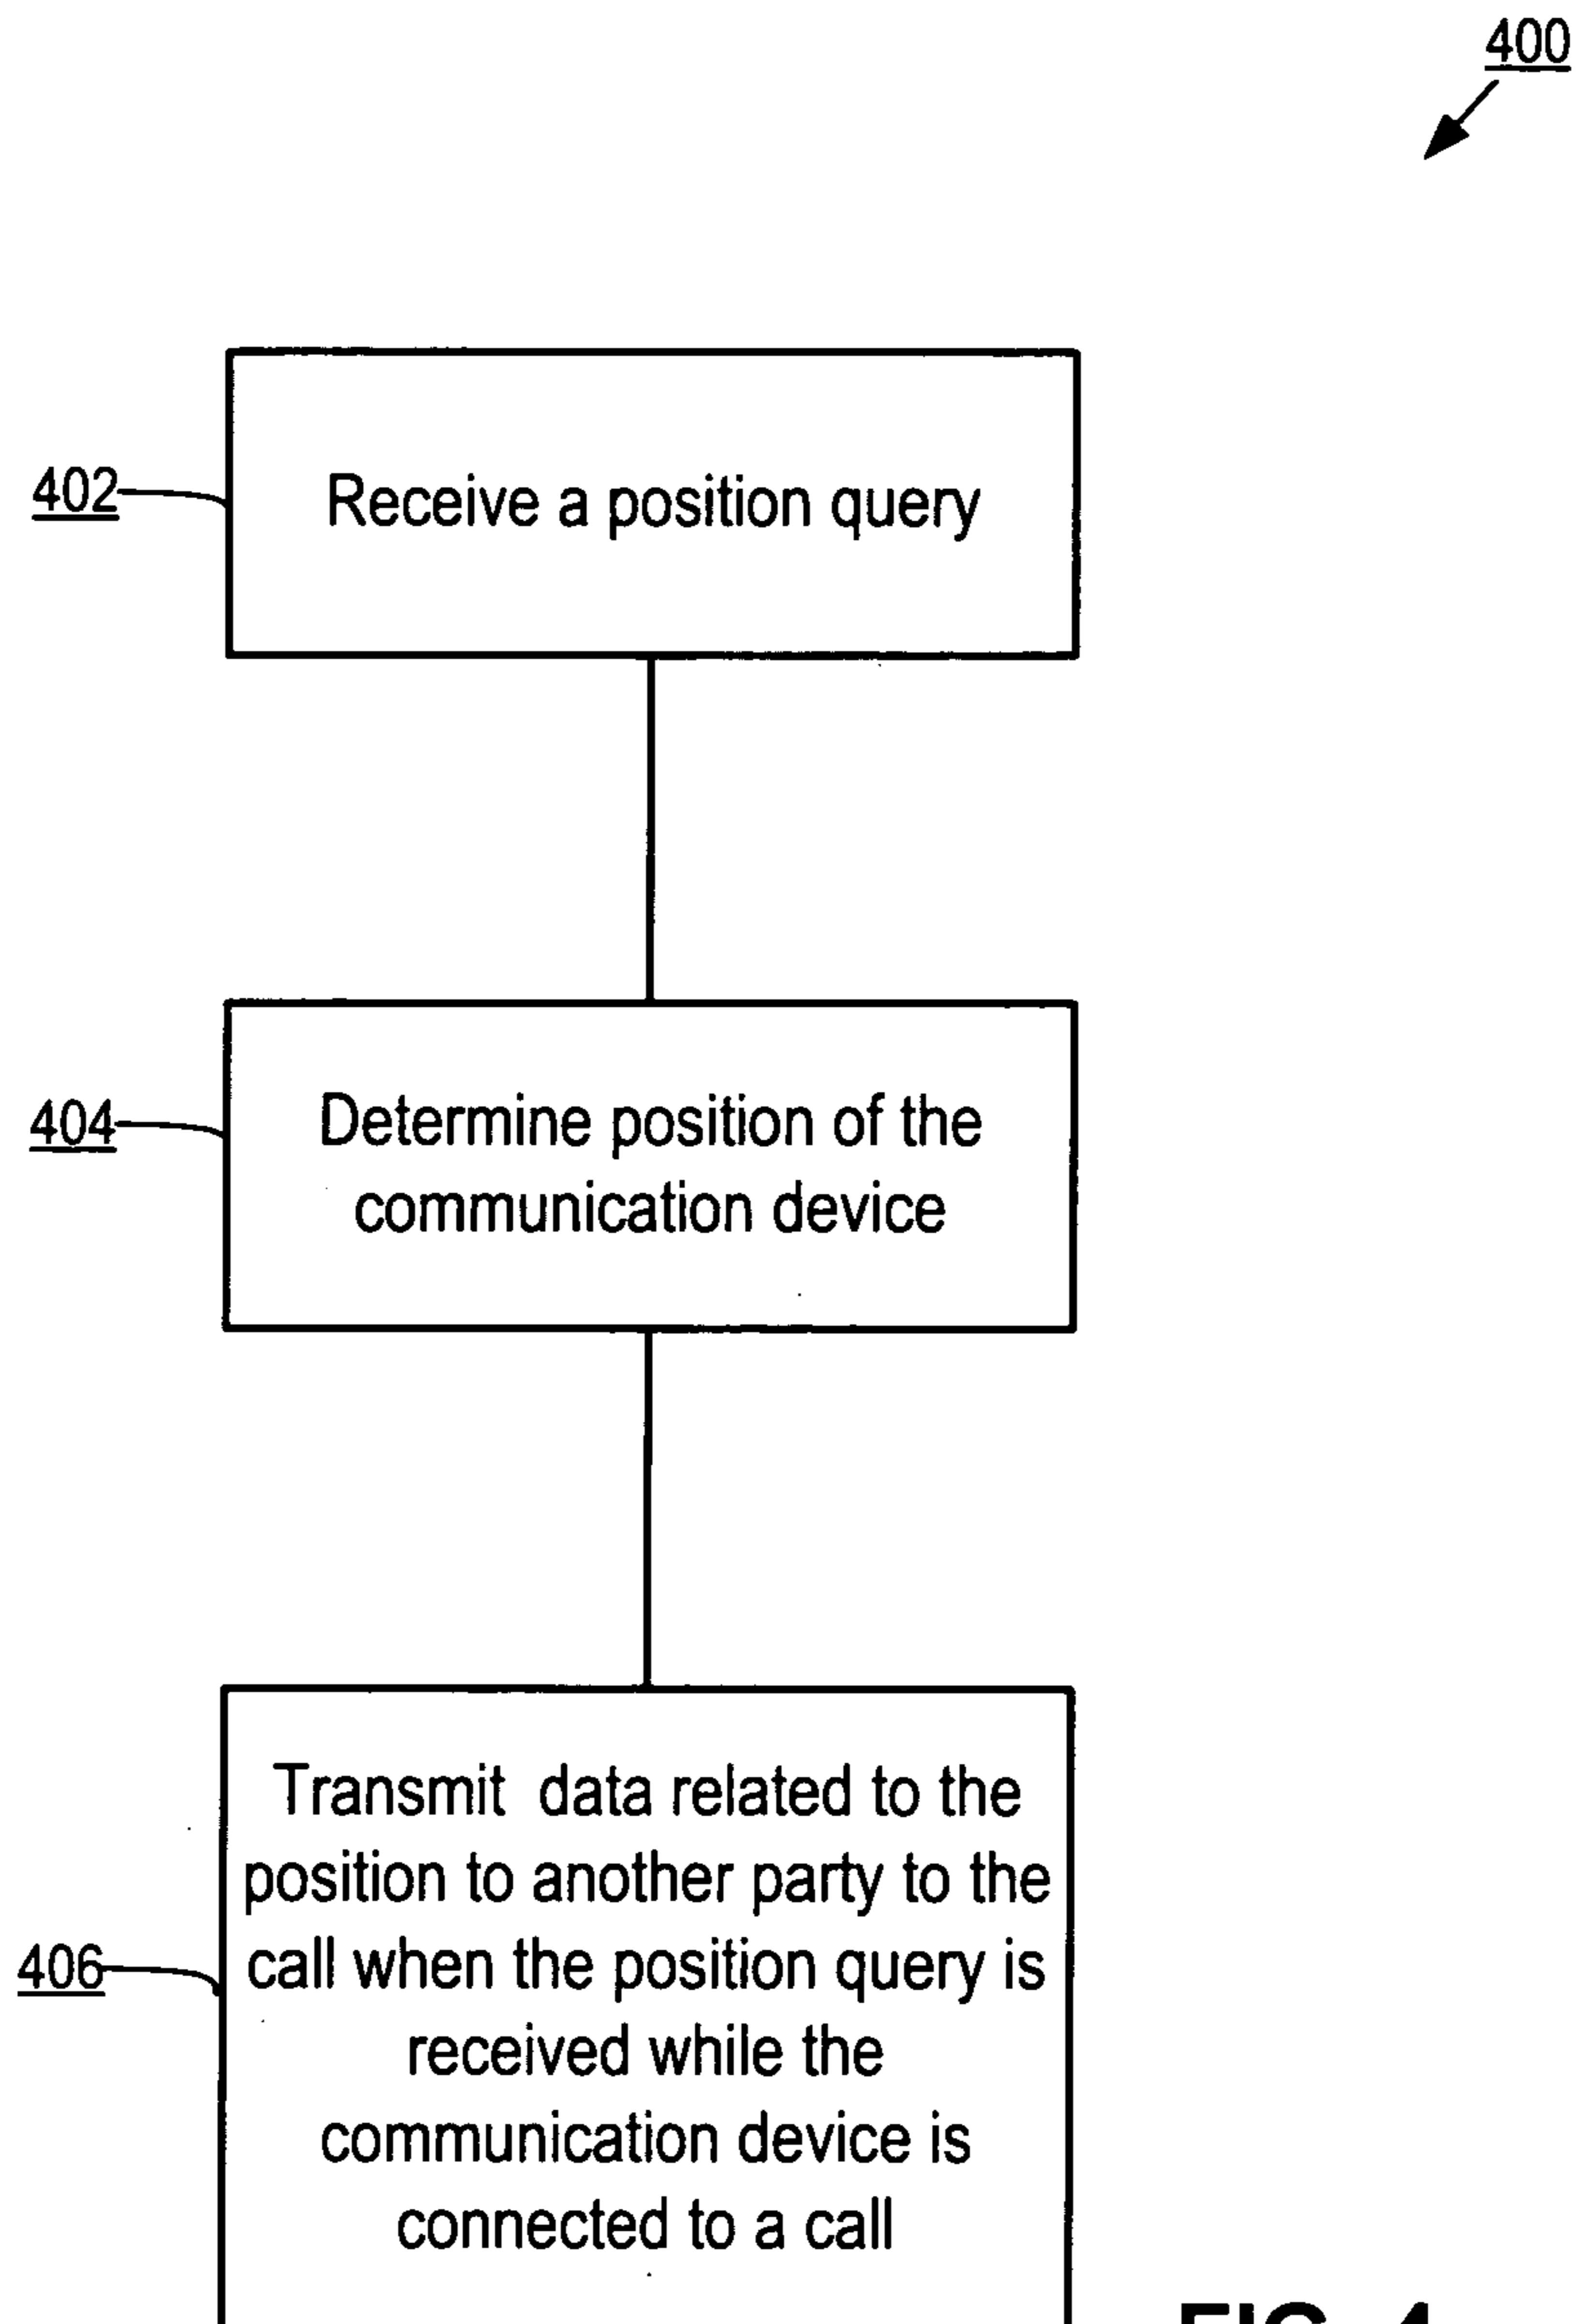 400
402
Receive a position query
404
Determine position of the
communication device
406
Transmit data related to the
position to another party to the
call when the position query is
received while the
communication device is
connected to a call
FIG. 4